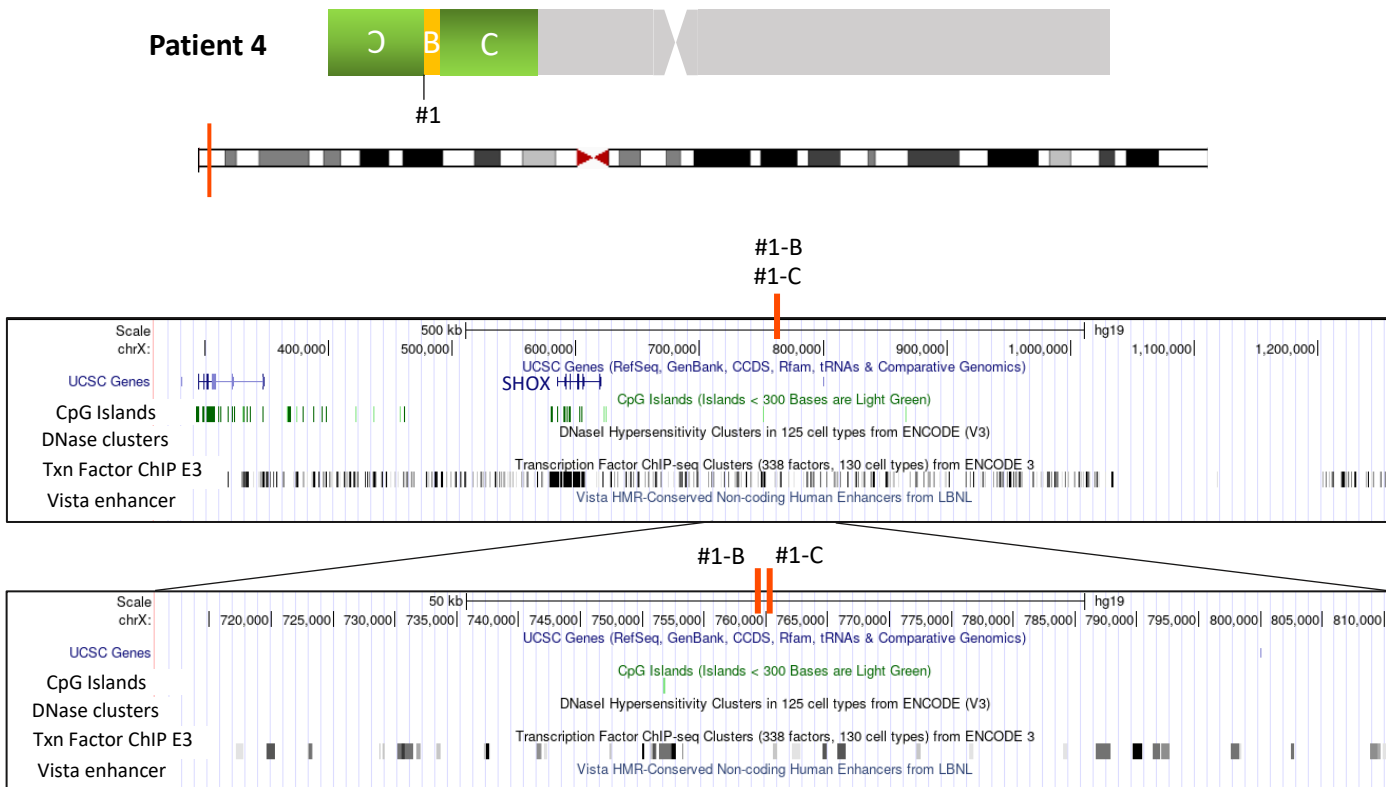 Patient 4
Ɔ B C
#1
#1-B
#1-C
Scale 500 kb hg19
chrX: 400,000 500,000 600,000 700,000 800,000 900,000 1,000,000 1,100,000 1,200,000
UCSC Genes (RefSeq, GenBank, CCDS, Rfam, tRNAs & Comparative Genomics)
UCSC Genes SHOX
CpG Islands CpG Islands (Islands < 300 Bases are Light Green)
DNase clusters DNaseI Hypersensitivity Clusters in 125 cell types from ENCODE (V3)
Txn Factor ChIP E3 Transcription Factor ChIP-seq Clusters (338 factors, 130 cell types) from ENCODE 3
Vista enhancer Vista HMR-Conserved Non-coding Human Enhancers from LBNL
#1-B #1-C
Scale 50 kb hg19
chrX: 720,000 725,000 730,000 735,000 740,000 745,000 750,000 755,000 760,000 765,000 770,000 775,000 780,000 785,000 790,000 795,000 800,000 805,000 810,000
UCSC Genes (RefSeq, GenBank, CCDS, Rfam, tRNAs & Comparative Genomics)
UCSC Genes
CpG Islands CpG Islands (Islands < 300 Bases are Light Green)
DNase clusters DNaseI Hypersensitivity Clusters in 125 cell types from ENCODE (V3)
Txn Factor ChIP E3 Transcription Factor ChIP-seq Clusters (338 factors, 130 cell types) from ENCODE 3
Vista enhancer Vista HMR-Conserved Non-coding Human Enhancers from LBNL